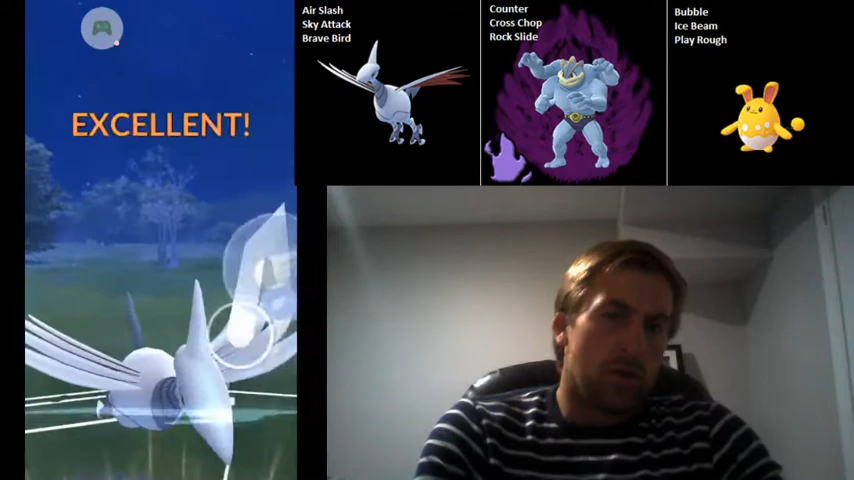 EXCELLENT!
Air Slash
Sky Attack
Brave Bird
Counter
Cross Chop
Rock Slide
Bubble
Ice Beam
Play Rough